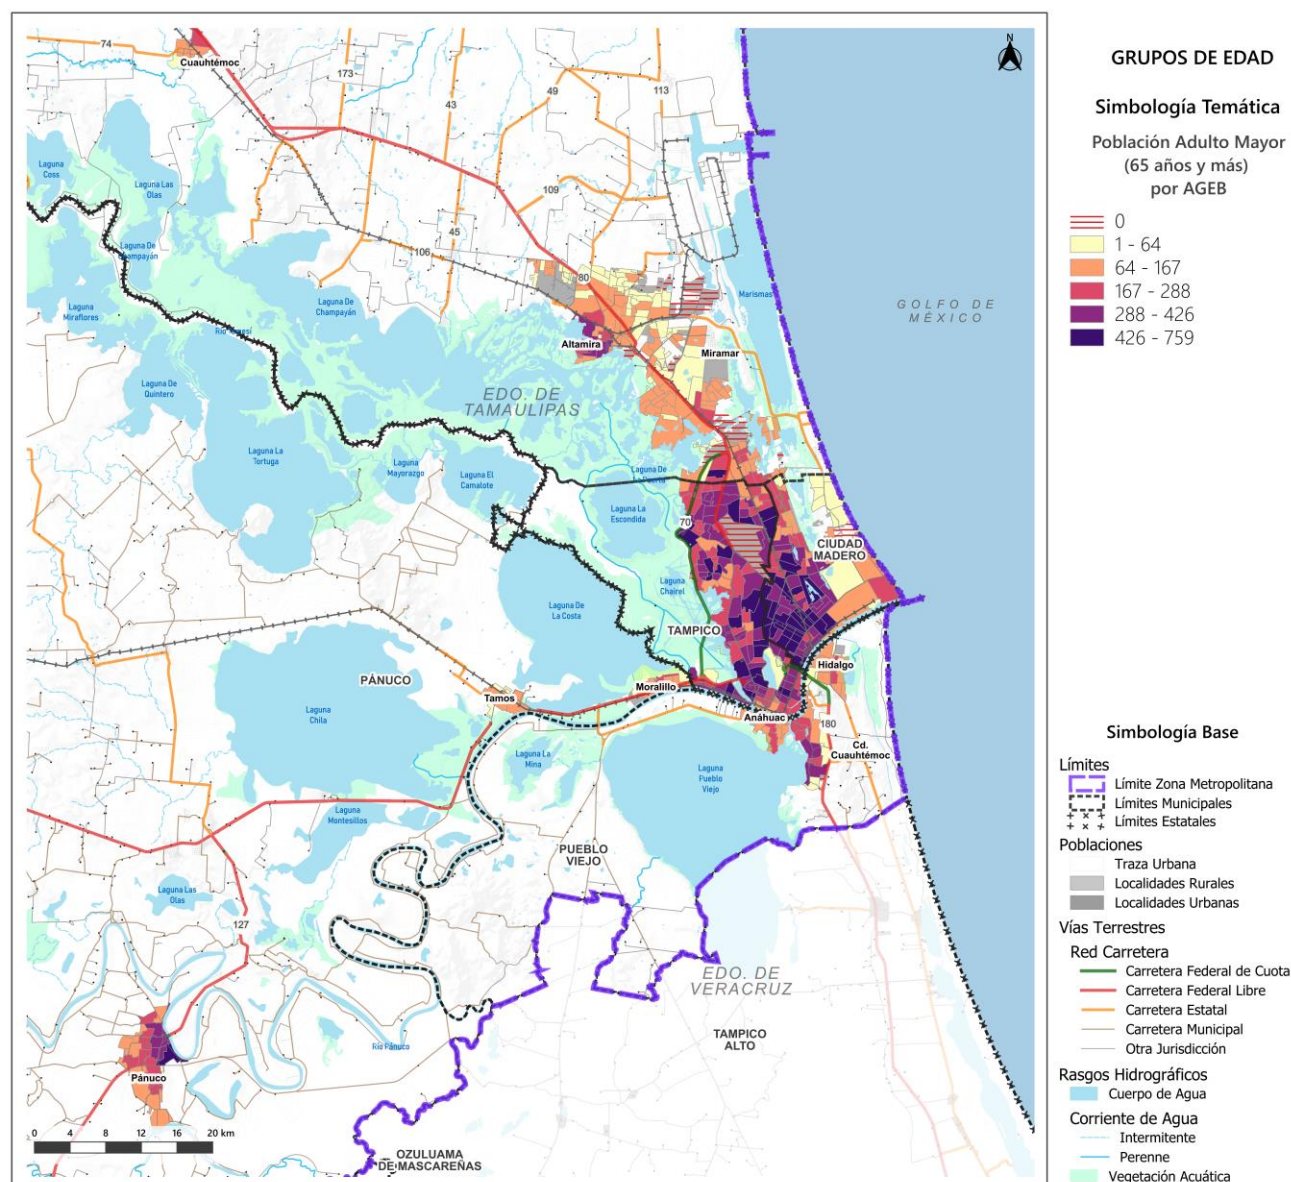 N
74
Cuauhtémoc
173
43
49
113
Laguna
Coss
Laguna Las
Olas
109
Laguna De
Champayán
45
106
80
Laguna
Miraflores
Laguna De
Champayán
Marismas
GOLFO DE
MÉXICO
Altamira
Miramar
Laguna De
Quintero
EDO. DE
TAMAULIPAS
Laguna La
Tortuga
Laguna
Mayorazgo
Laguna El
Camalote
Laguna De
Laguna La
Escondida
70
CIUDAD
MADERO
Laguna
Chairel
Laguna De
La Costa
TAMPICO
Hidalgo
PÁNUCO
Moralillo
Tamos
Laguna
Chila
Anáhuac
180
Cd.
Cuauhtémoc
Laguna La
Mina
Laguna
Pueblo
Viejo
Laguna
Montesillos
PUEBLO
VIEJO
Laguna Las
Olas
127
EDO. DE
VERACRUZ
TAMPICO
ALTO
Río Pánuco
Pánuco
0 4 8 12 16 20 km
OZULUAMA
DE MASCAREÑAS
GRUPOS DE EDAD
Simbología Temática
Población Adulto Mayor
(65 años y más)
por AGEB
0
1 - 64
64 - 167
167 - 288
288 - 426
426 - 759
Simbología Base
Límites
Límite Zona Metropolitana
Límites Municipales
Límites Estatales
Poblaciones
Traza Urbana
Localidades Rurales
Localidades Urbanas
Vías Terrestres
Red Carretera
Carretera Federal de Cuota
Carretera Federal Libre
Carretera Estatal
Carretera Municipal
Otra Jurisdicción
Rasgos Hidrográficos
Cuerpo de Agua
Corriente de Agua
Intermitente
Perenne
Vegetación Acuática